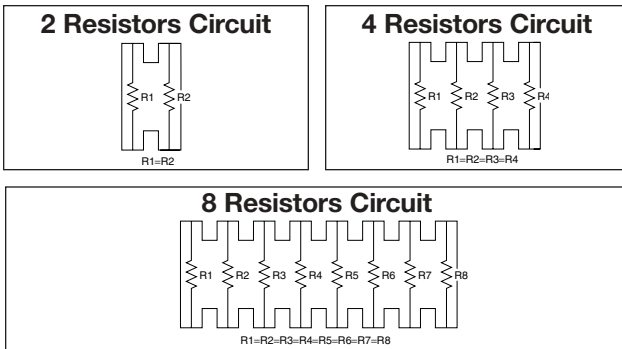 2 Resistors Circuit
R1 R2
R1=R2
4 Resistors Circuit
R1 R2 R3 R4
R1=R2=R3=R4
8 Resistors Circuit
R1 R2 R3 R4 R5 R6 R7 R8
R1=R2=R3=R4=R5=R6=R7=R8